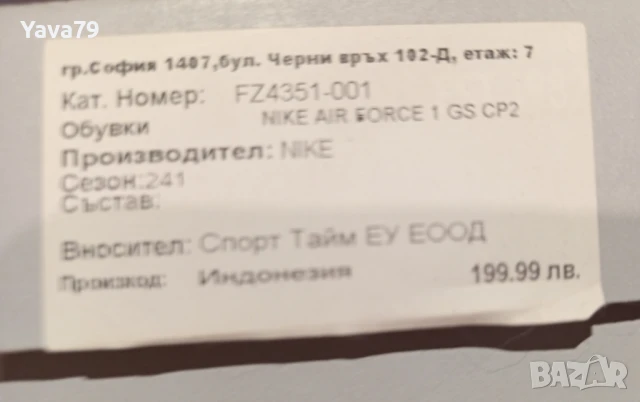 Yava79
гр.София 1407,бул. Черни връх 102-Д, етаж: 7
Кат. Номер: FZ4351-001
Обувки NIKE AIR FORCE 1 GS CP2
Производител: NIKE
Сезон:241
Състав:
Вносител: Спорт Тайм ЕУ ЕООД
Произход: Индонезия 199.99 лв.
BAZAR